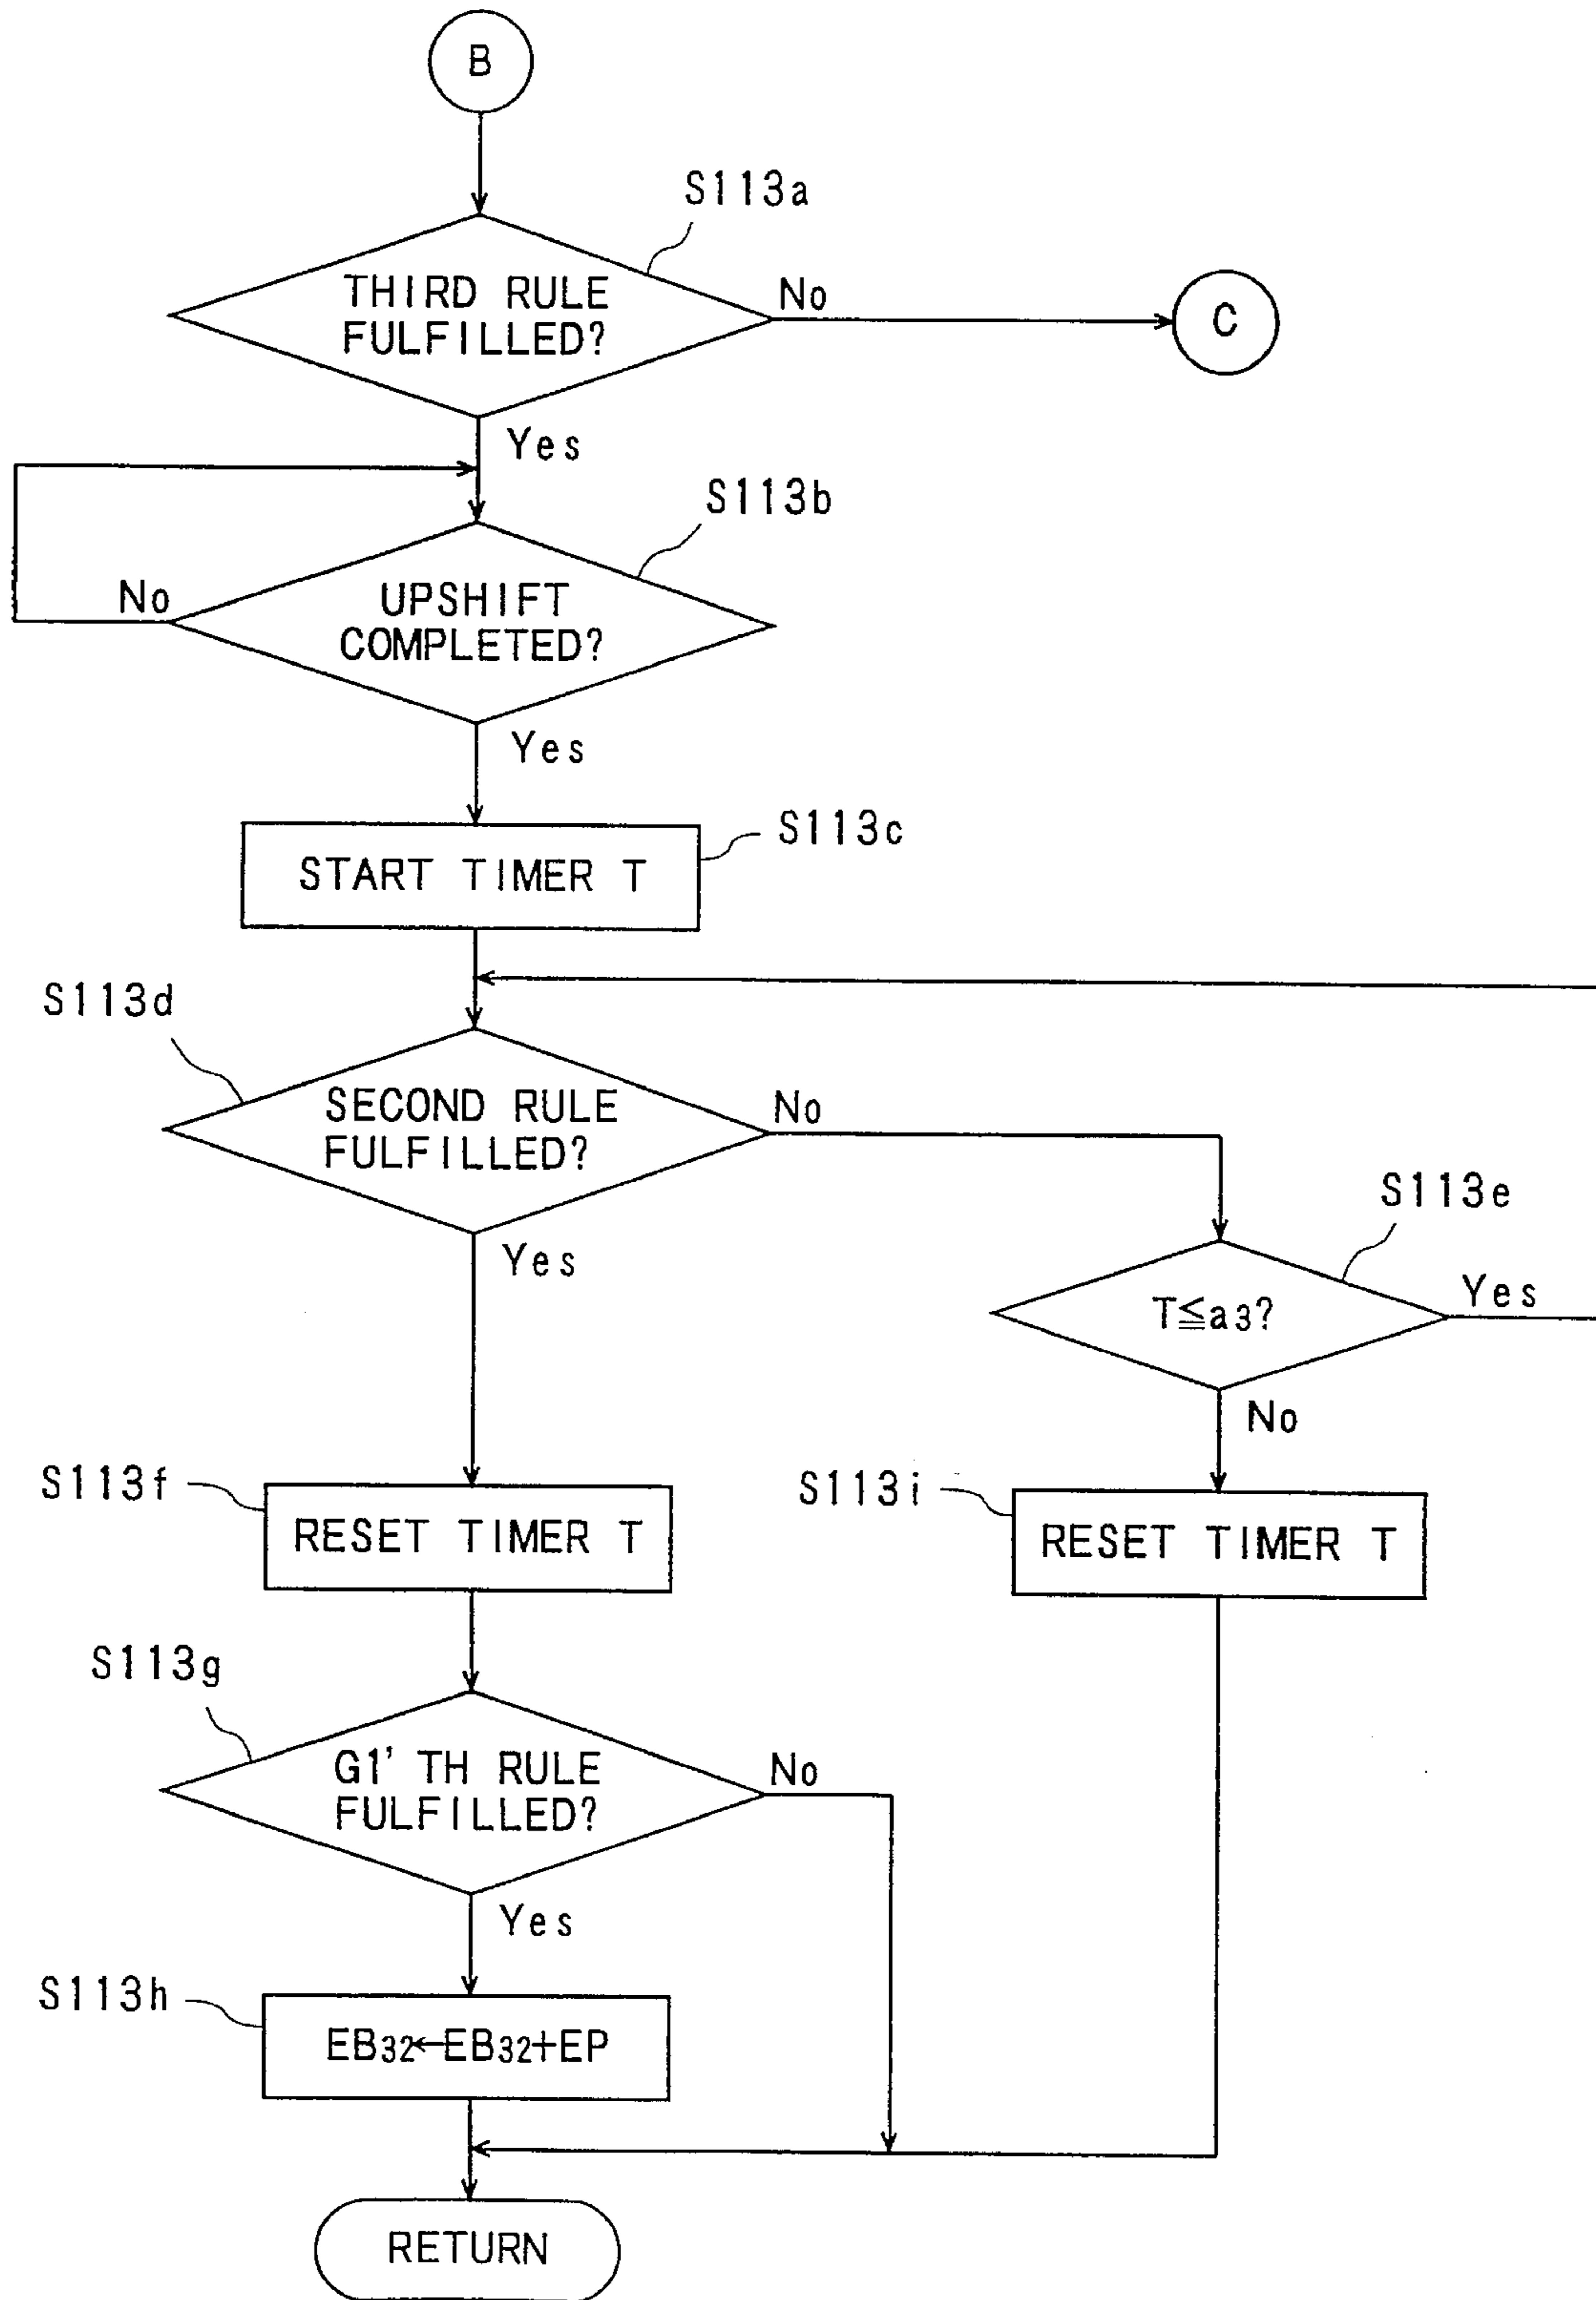 B
S113a
THIRD RULE
FULFILLED?
No
C
Yes
S113b
No
UPSHIFT
COMPLETED?
Yes
S113c
START TIMER T
S113d
SECOND RULE
FULFILLED?
No
S113e
Yes
T≦a3?
Yes
No
S113f
S113i
RESET TIMER T
RESET TIMER T
S113g
G1' TH RULE
FULFILLED?
No
Yes
S113h
EB32←EB32+EP
RETURN